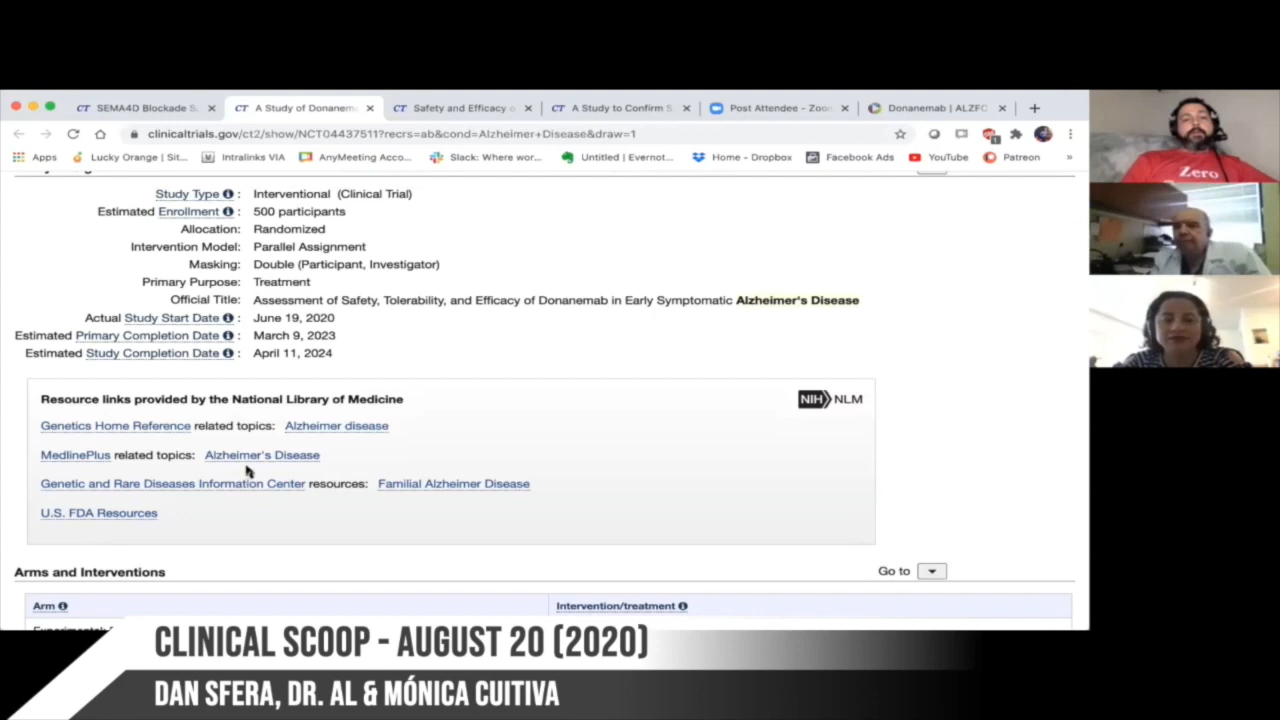 CT SEMA4D Blockade S.
CT A Study of Donanem
CT Safety and Efficacy o
CT A Study to Confirm S
Post Attendee - Zoo
Donanemab | ALZFO
clinicaltrials.gov/ct2/show/NCT04437511?recrs=ab&cond=Alzheimer+Disease&draw=1
Apps
Lucky Orange | Sit...
Intralinks VIA
AnyMeeting Acco...
Slack: Where wor...
Untitled | Evernot...
Home - Dropbox
Facebook Ads
YouTube
Patreon
»
Study Type : Interventional (Clinical Trial)
Estimated Enrollment : 500 participants
Allocation: Randomized
Intervention Model: Parallel Assignment
Masking: Double (Participant, Investigator)
Primary Purpose: Treatment
Official Title: Assessment of Safety, Tolerability, and Efficacy of Donanemab in Early Symptomatic Alzheimer's Disease
Actual Study Start Date : June 19, 2020
Estimated Primary Completion Date : March 9, 2023
Estimated Study Completion Date : April 11, 2024
Resource links provided by the National Library of Medicine
NIH NLM
Genetics Home Reference related topics: Alzheimer disease
MedlinePlus related topics: Alzheimer's Disease
Genetic and Rare Diseases Information Center resources: Familial Alzheimer Disease
U.S. FDA Resources
Arms and Interventions
Go to
Arm
Intervention/treatment
Zero
CLINICAL SCOOP - AUGUST 20 (2020)
DAN SFERA, DR. AL & MÓNICA CUITIVA